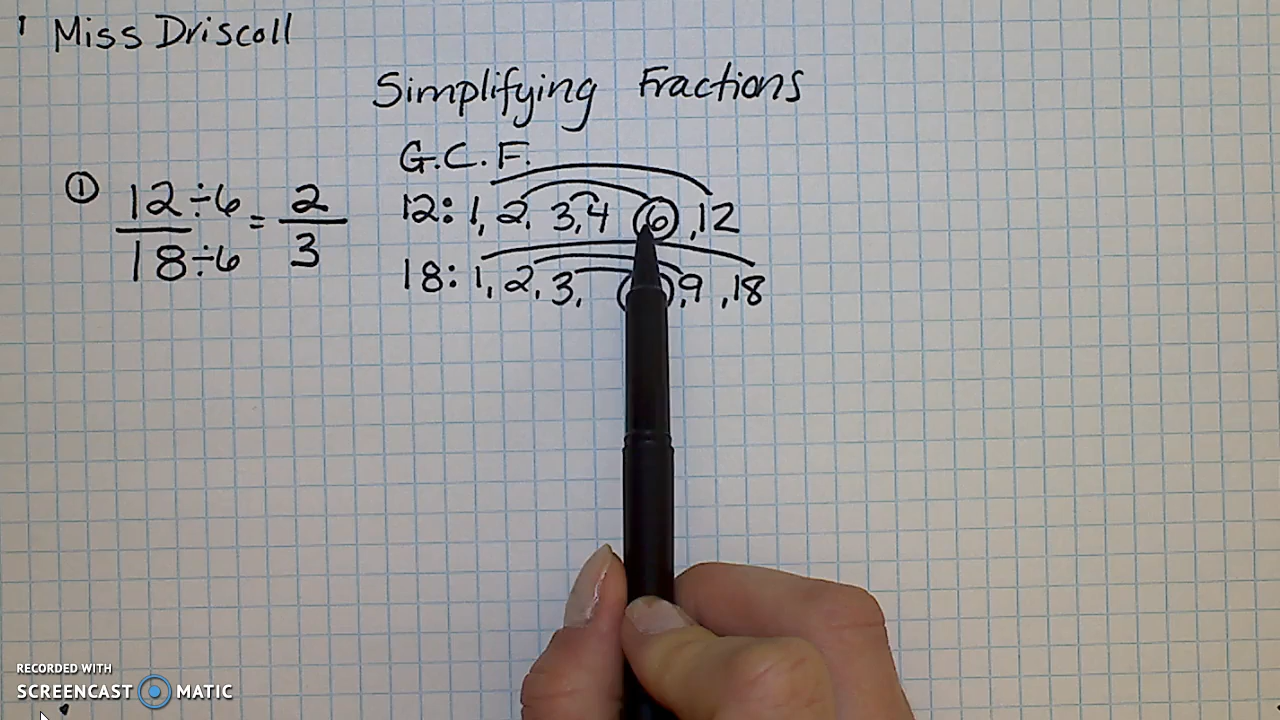 1 Miss Driscoll
Simplifying Fractions
G.C.F.
① 12÷6 = 2
18÷6 3
12: 1, 2, 3, 4 6, 12
18: 1, 2, 3, , 9, 18
RECORDED WITH
SCREENCAST MATIC